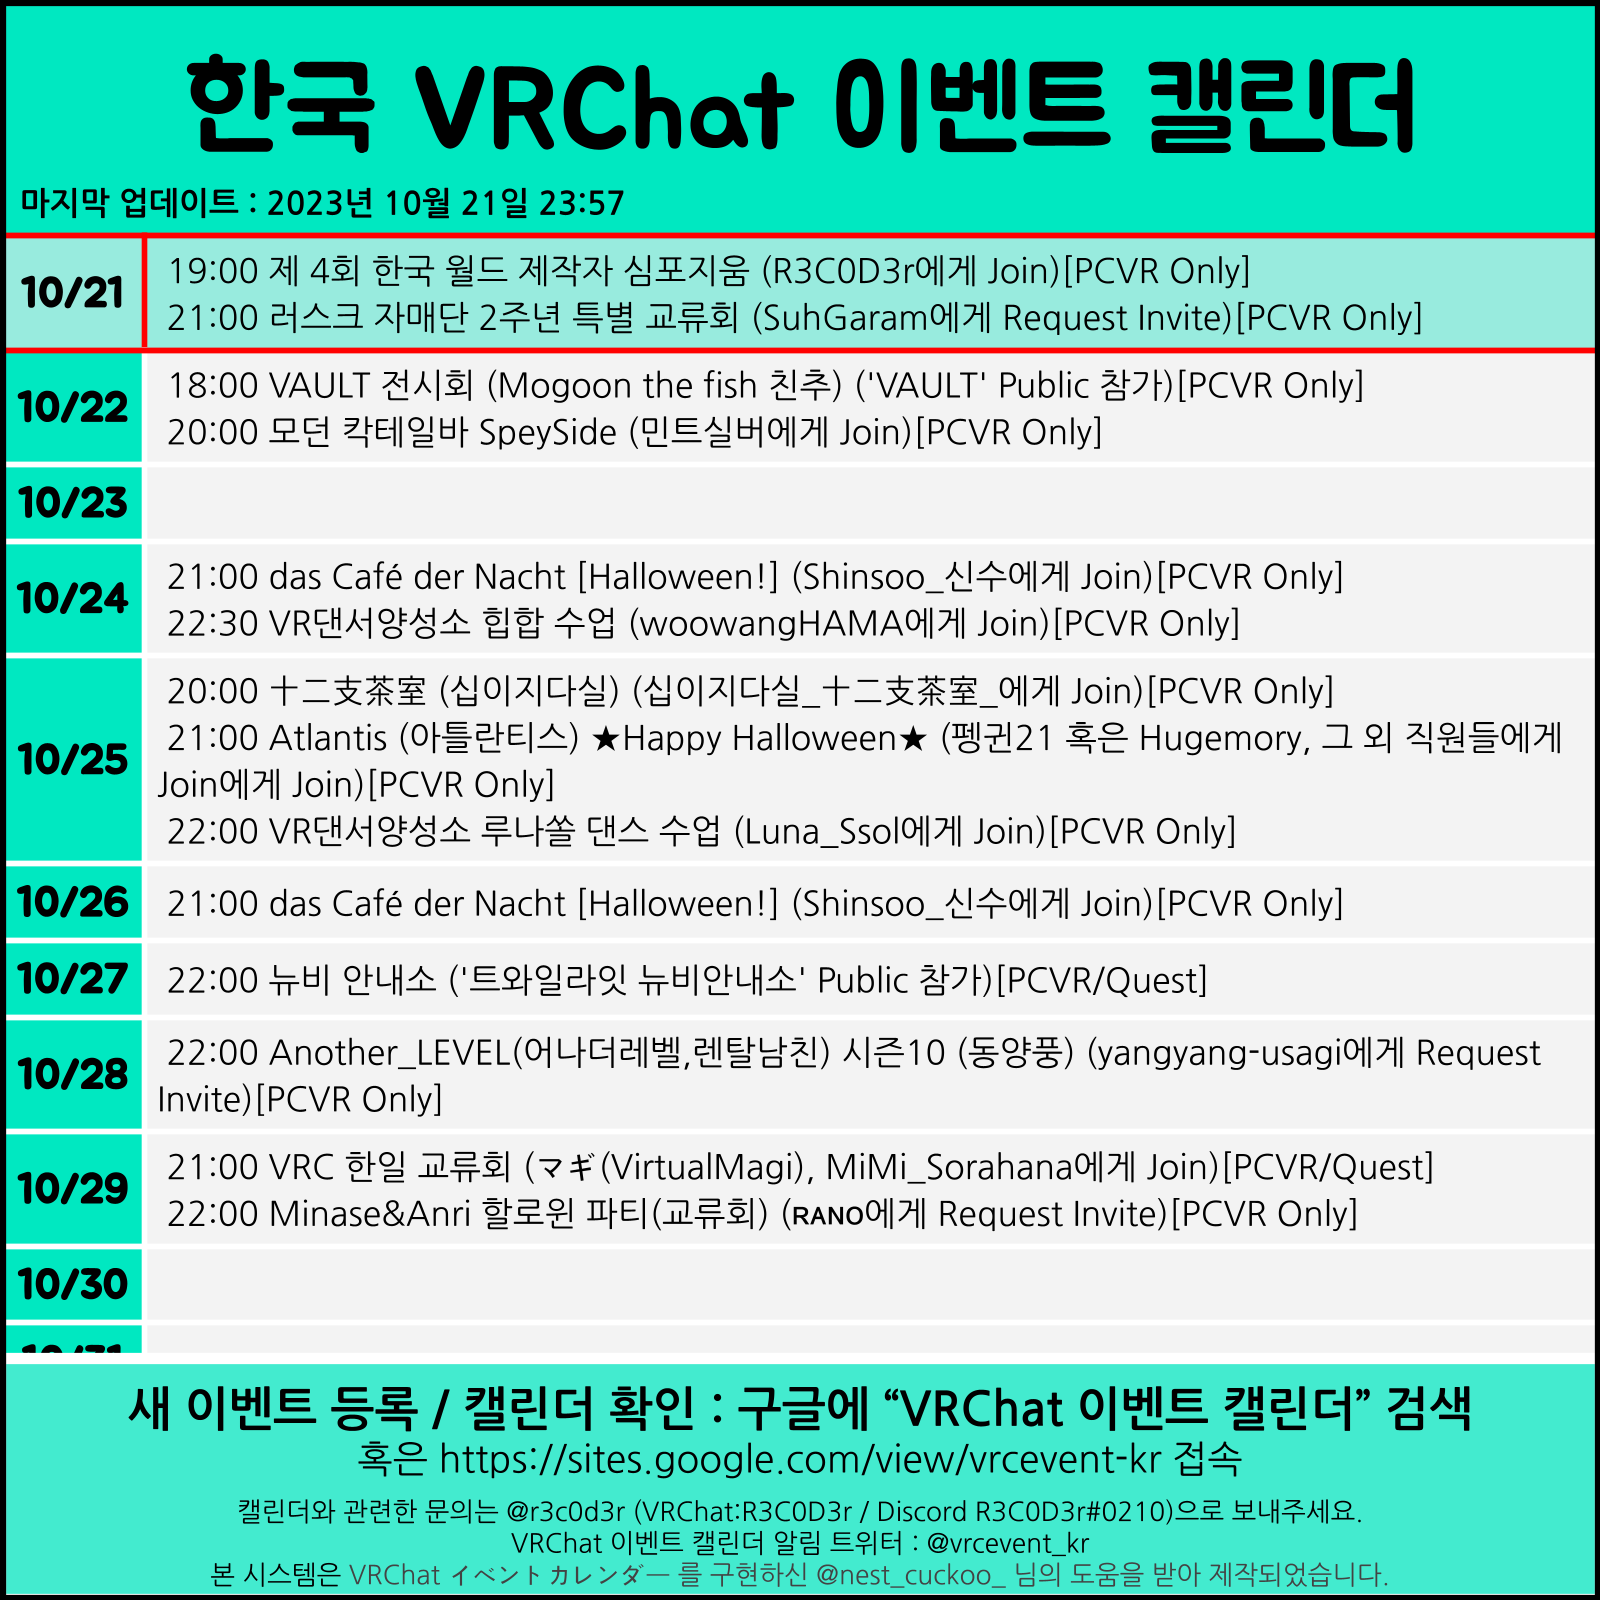 한국 VRChat 이벤트 캘린더
마지막 업데이트 : 2023년 10월 21일 23:57
10/21
19:00 제 4회 한국 월드 제작자 심포지움 (R3C0D3r에게 Join)[PCVR Only]
21:00 러스크 자매단 2주년 특별 교류회 (SuhGaram에게 Request Invite)[PCVR Only]
10/22
18:00 VAULT 전시회 (Mogoon the fish 친추) ('VAULT' Public 참가)[PCVR Only]
20:00 모던 칵테일바 SpeySide (민트실버에게 Join)[PCVR Only]
10/23
10/24
21:00 das Café der Nacht [Halloween!] (Shinsoo_신수에게 Join)[PCVR Only]
22:30 VR댄서양성소 힙합 수업 (woowangHAMA에게 Join)[PCVR Only]
10/25
20:00 十二支茶室 (십이지다실) (십이지다실_十二支茶室_에게 Join)[PCVR Only]
21:00 Atlantis (아틀란티스) ★Happy Halloween★ (펭귄21 혹은 Hugemory, 그 외 직원들에게
Join에게 Join)[PCVR Only]
22:00 VR댄서양성소 루나쏠 댄스 수업 (Luna_Ssol에게 Join)[PCVR Only]
10/26
21:00 das Café der Nacht [Halloween!] (Shinsoo_신수에게 Join)[PCVR Only]
10/27
22:00 뉴비 안내소 ('트와일라잇 뉴비안내소' Public 참가)[PCVR/Quest]
10/28
22:00 Another_LEVEL(어나더레벨,렌탈남친) 시즌10 (동양풍) (yangyang-usagi에게 Request
Invite)[PCVR Only]
10/29
21:00 VRC 한일 교류회 (マギ(VirtualMagi), MiMi_Sorahana에게 Join)[PCVR/Quest]
22:00 Minase&Anri 할로윈 파티(교류회) (ʀᴀɴᴏ에게 Request Invite)[PCVR Only]
10/30
10/31
새 이벤트 등록 / 캘린더 확인 : 구글에 “VRChat 이벤트 캘린더” 검색
혹은 https://sites.google.com/view/vrcevent-kr 접속
캘린더와 관련한 문의는 @r3c0d3r (VRChat:R3C0D3r / Discord R3C0D3r#0210)으로 보내주세요.
VRChat 이벤트 캘린더 알림 트위터 : @vrcevent_kr
본 시스템은 VRChat イベントカレンダー 를 구현하신 @nest_cuckoo_ 님의 도움을 받아 제작되었습니다.